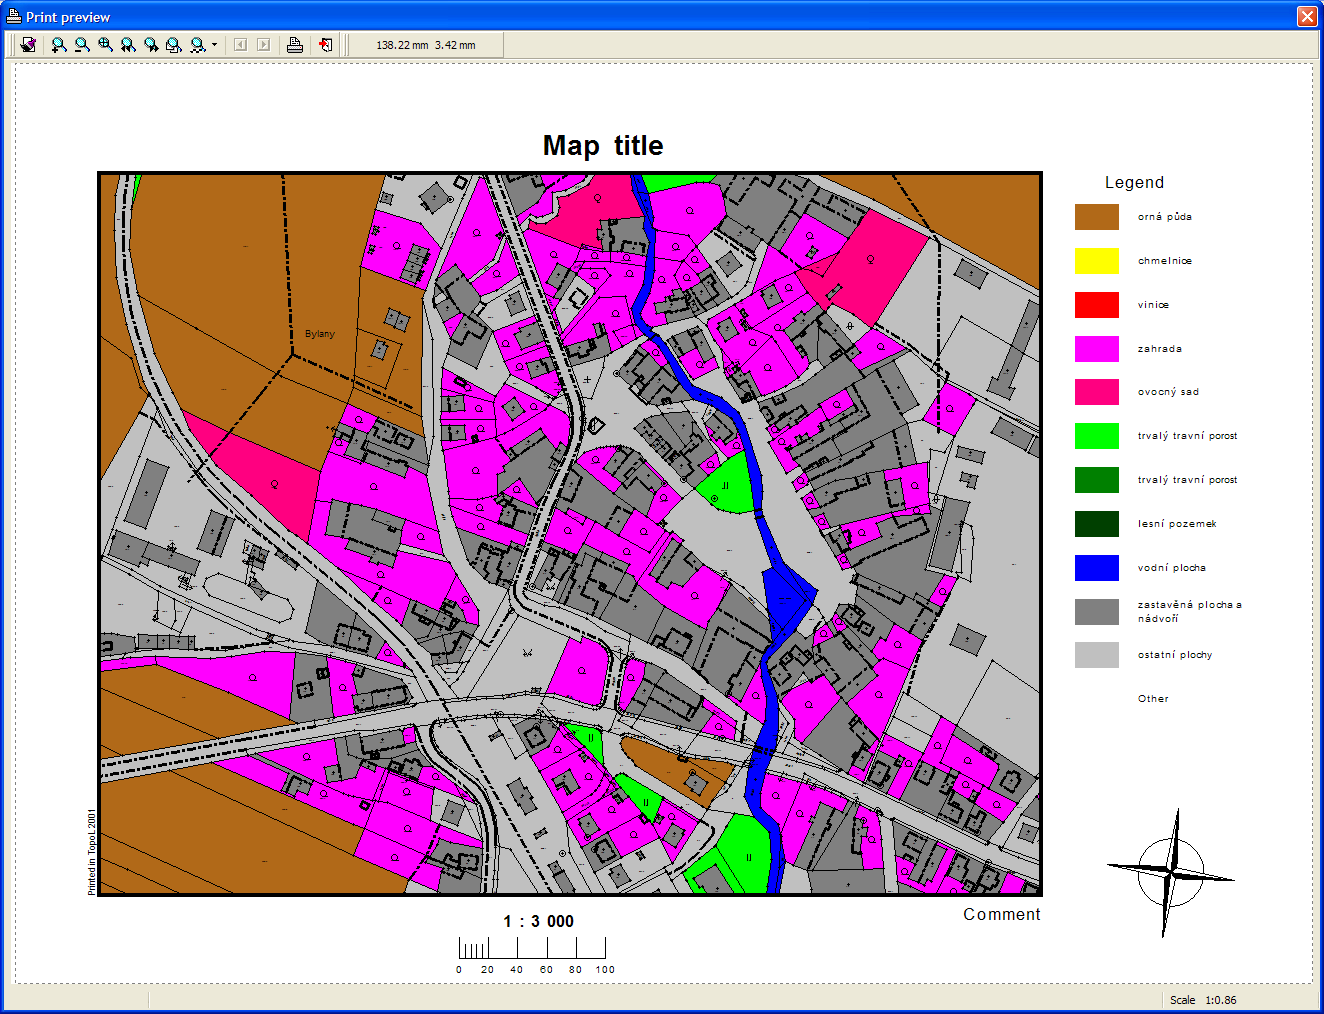 Print preview
138.22 mm 3.42 mm
Map title
Legend
orná půda
chmelnice
vinice
zahrada
ovocný sad
trvalý travní porost
trvalý travní porost
lesní pozemek
vodní plocha
zastavěná plocha a
nádvoří
ostatní plochy
Other
Bylany
Printed in TopoL2001
Comment
1 : 3 000
0 20 40 60 80 100
Scale 1:0.86